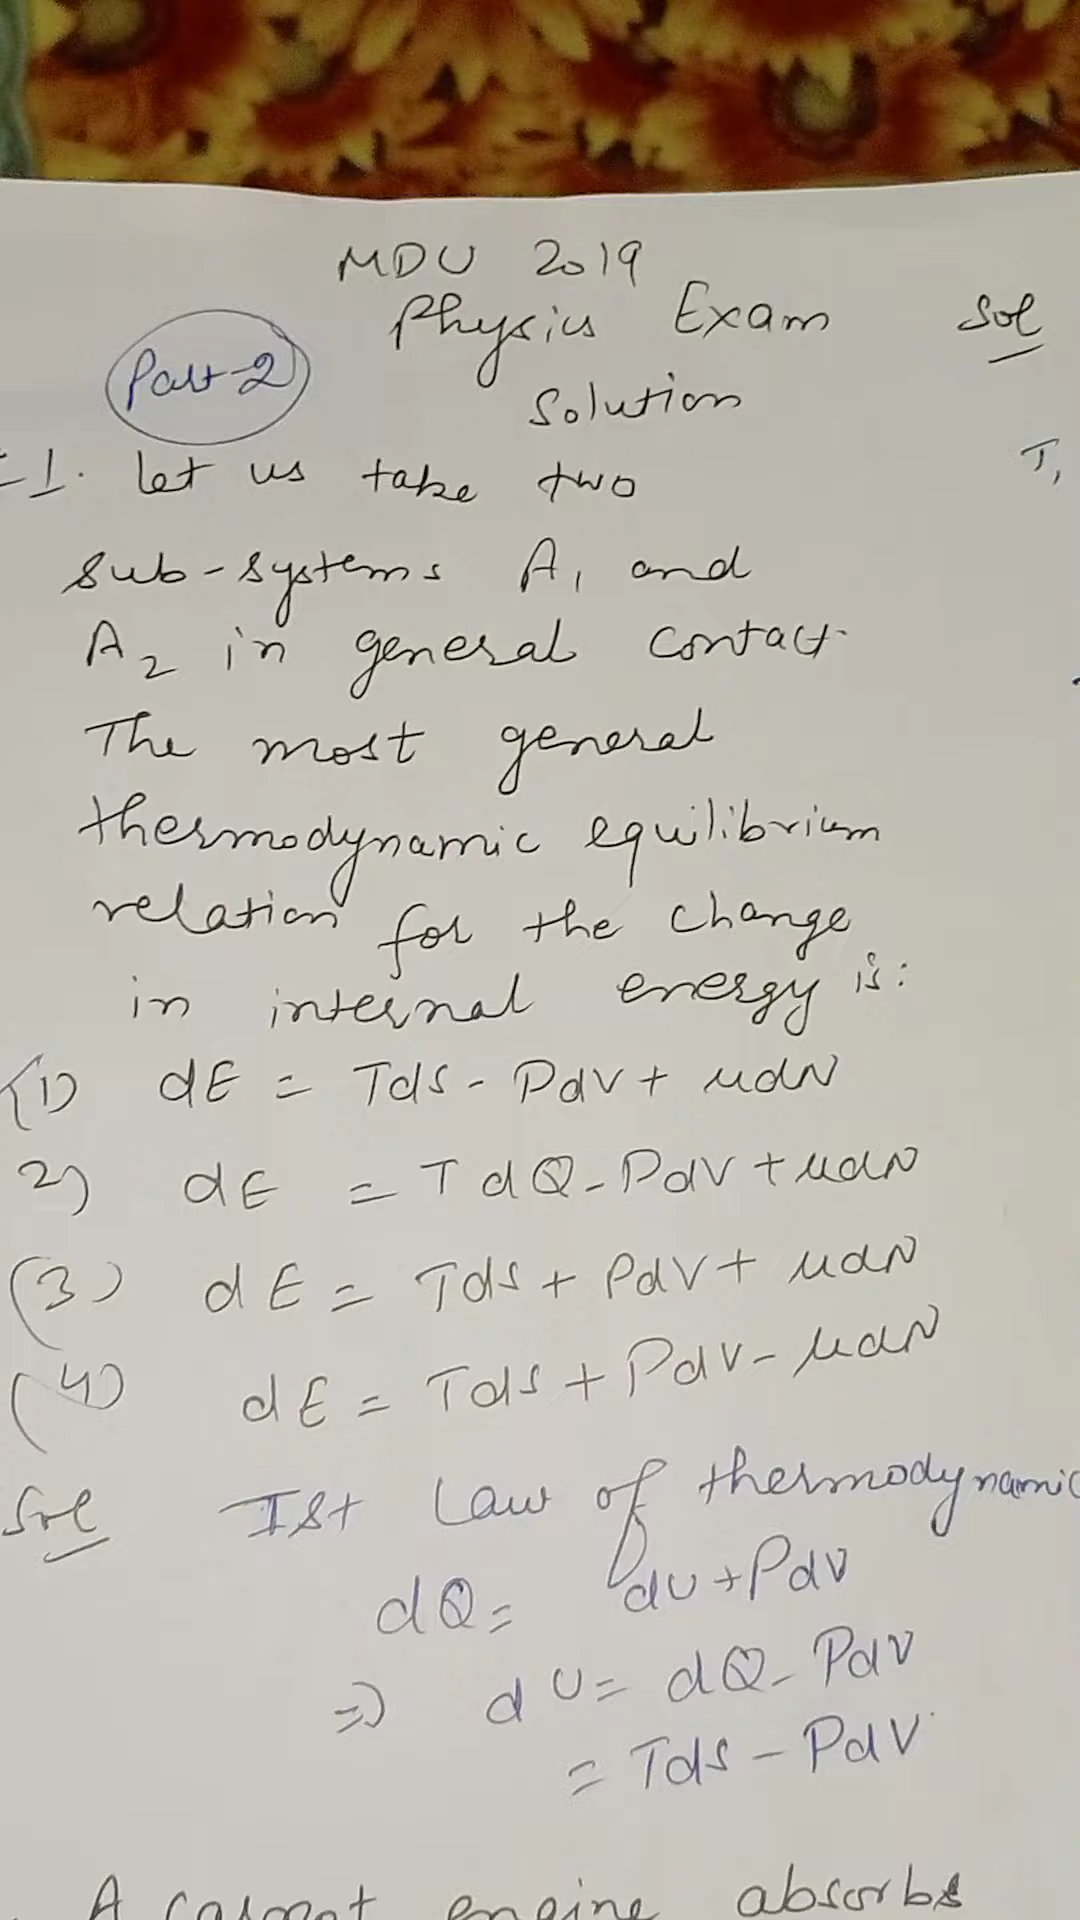 MDU 2019
Physics Exam
Solution
Part-2
Sol
T,
1. Let us take two
sub-systems A1 and
A2 in general contact.
The most general
thermodynamic equilibrium
relation for the change
in internal energy is:
(1) dE = Tds - PdV + μdN
2) dE = TdQ - PdV + μdN
(3) dE = Tds + PdV + μdN
(4) dE = Tds + PdV - μdN
Sol Ist Law of thermodynamic
dQ = dU + PdV
=> dU = dQ - PdV
= Tds - PdV
A carnot engine absorbs